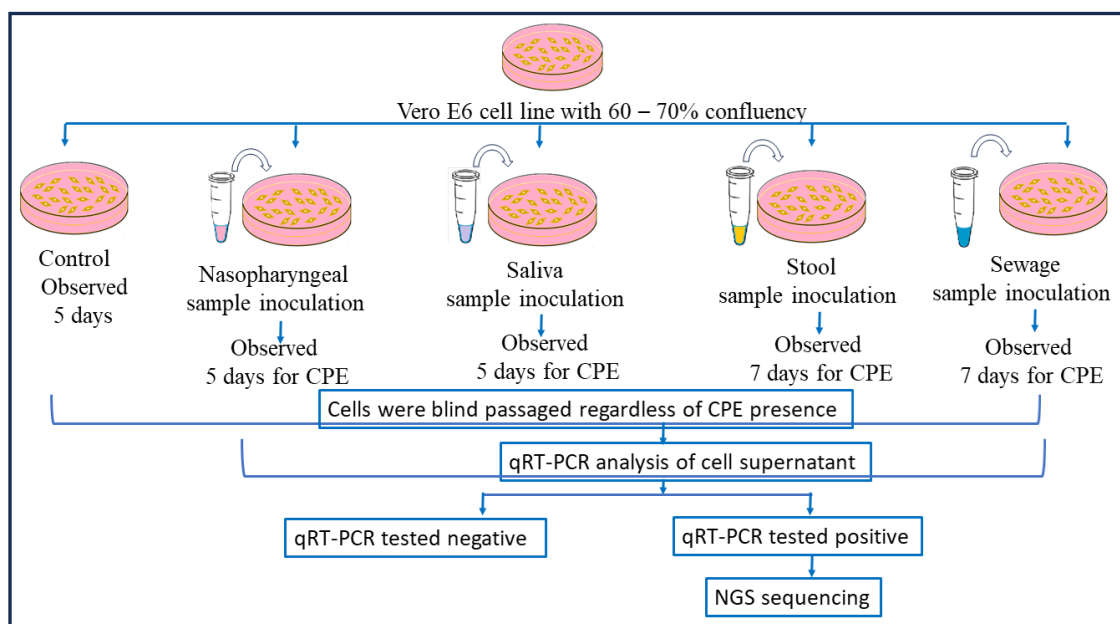 Vero E6 cell line with 60 – 70% confluency
Control
Observed
5 days
Nasopharyngeal
sample inoculation
Observed
5 days for CPE
Saliva
sample inoculation
Observed
5 days for CPE
Stool
sample inoculation
Observed
7 days for CPE
Sewage
sample inoculation
Observed
7 days for CPE
Cells were blind passaged regardless of CPE presence
qRT-PCR analysis of cell supernatant
qRT-PCR tested negative
qRT-PCR tested positive
NGS sequencing